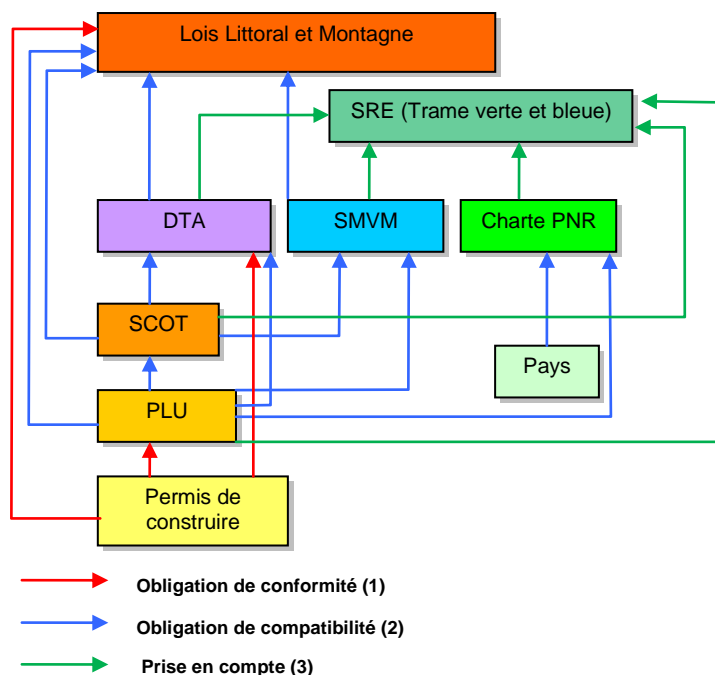 Lois Littoral et Montagne
SRE (Trame verte et bleue)
DTA
SMVM
Charte PNR
SCOT
Pays
PLU
Permis de
construire
Obligation de conformité (1)
Obligation de compatibilité (2)
Prise en compte (3)